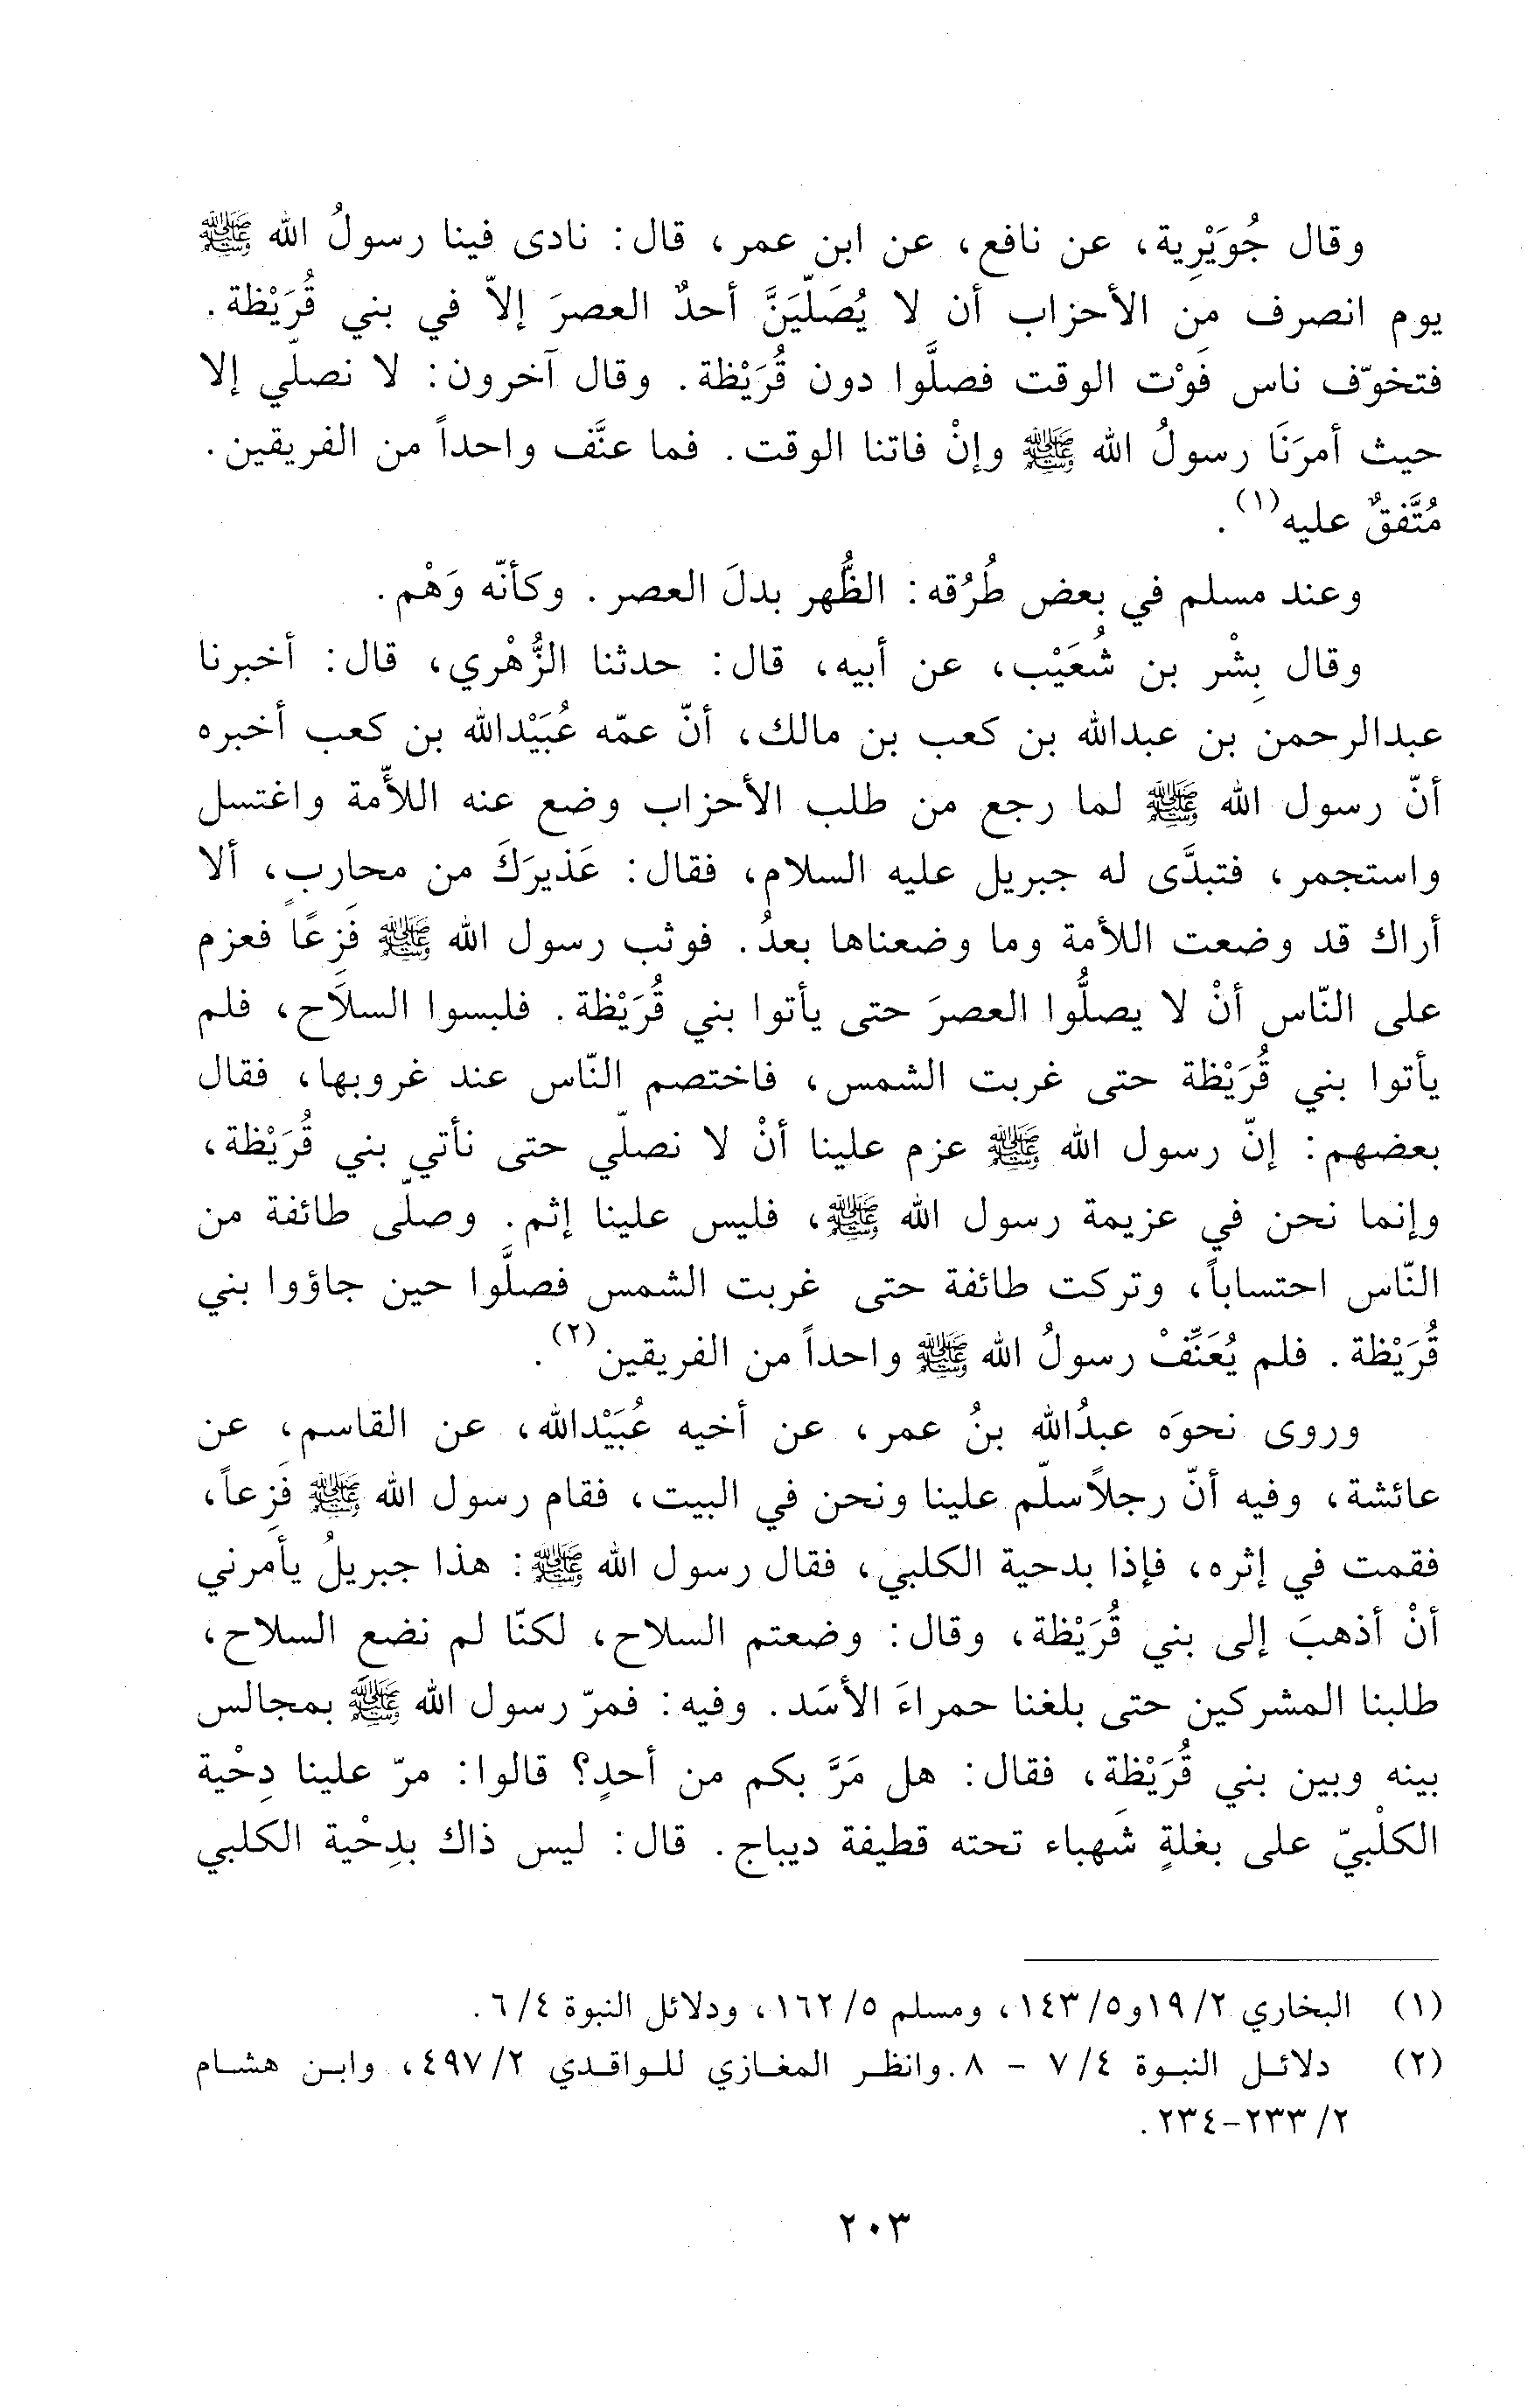 وقال جُوَيْرِية، عن نافع، عن ابن عمر، قال: نادى فينا رسولُ الله ﷺ
يوم انصرف من الأحزاب أن لا يُصَلِّيَنَّ أحدٌ العصرَ إلاّ في بني قُرَيْظة.
فتخوّف ناس فَوْت الوقت فصلَّوا دون قُرَيْظة. وقال آخرون: لا نصلّي إلا
حيث أمرَنَا رسولُ الله ﷺ وإنْ فاتنا الوقت. فما عنَّف واحداً من الفريقين.
مُتَّفقٌ عليه(١).
وعند مسلم في بعض طُرُقه: الظُّهر بدلَ العصر. وكأنّه وَهْم.
وقال بِشْر بن شُعَيْب، عن أبيه، قال: حدثنا الزُّهْري، قال: أخبرنا
عبدالرحمن بن عبدالله بن كعب بن مالك، أنّ عمّه عُبَيْدالله بن كعب أخبره
أنّ رسول الله ﷺ لما رجع من طلب الأحزاب وضع عنه اللأّمة واغتسل
واستجمر، فتبدَّى له جبريل عليه السلام، فقال: عَذيرَكَ من محاربٍ، ألا
أراك قد وضعت اللأمة وما وضعناها بعدُ. فوثب رسول الله ﷺ فَزِعًا فعزم
على النّاس أنْ لا يصلُّوا العصرَ حتى يأتوا بني قُرَيْظة. فلبسوا السلاَح، فلم
يأتوا بني قُرَيْظة حتى غربت الشمس، فاختصم النّاس عند غروبها، فقال
بعضهم: إنّ رسول الله ﷺ عزم علينا أنْ لا نصلّي حتى نأتي بني قُرَيْظة،
وإنما نحن في عزيمة رسول الله ﷺ، فليس علينا إثم. وصلّى طائفة من
النّاس احتساباً، وتركت طائفة حتى غربت الشمس فصلَّوا حين جاؤوا بني
قُرَيْظة. فلم يُعَنِّفْ رسولُ الله ﷺ واحداً من الفريقين(٢).
وروى نحوَه عبدُالله بنُ عمر، عن أخيه عُبَيْدالله، عن القاسم، عن
عائشة، وفيه أنّ رجلاًسلّم علينا ونحن في البيت، فقام رسول الله ﷺ فَزِعاً،
فقمت في إثره، فإذا بدحية الكلبي، فقال رسول الله ﷺ: هذا جبريلُ يأمرني
أنْ أذهبَ إلى بني قُرَيْظة، وقال: وضعتم السلاح، لكنّا لم نضع السلاح،
طلبنا المشركين حتى بلغنا حمراءَ الأسَد. وفيه: فمرّ رسول الله ﷺ بمجالس
بينه وبين بني قُرَيْظَة، فقال: هل مَرَّ بكم من أحدٍ؟ قالوا: مرّ علينا دِحْية
الكلْبيّ على بغلةٍ شَهباء تحته قطيفة ديباج. قال: ليس ذاك بدِحْية الكلبي
(١) البخاري ١٩/٢ و١٤٣/٥، ومسلم ١٦٢/٥، ودلائل النبوة ٦/٤.
(٢) دلائل النبوة ٧/٤ - ٨.وانظر المغازي للواقدي ٤٩٧/٢، وابن هشام
٢/ ٢٣٣-٢٣٤.
٢٠٣